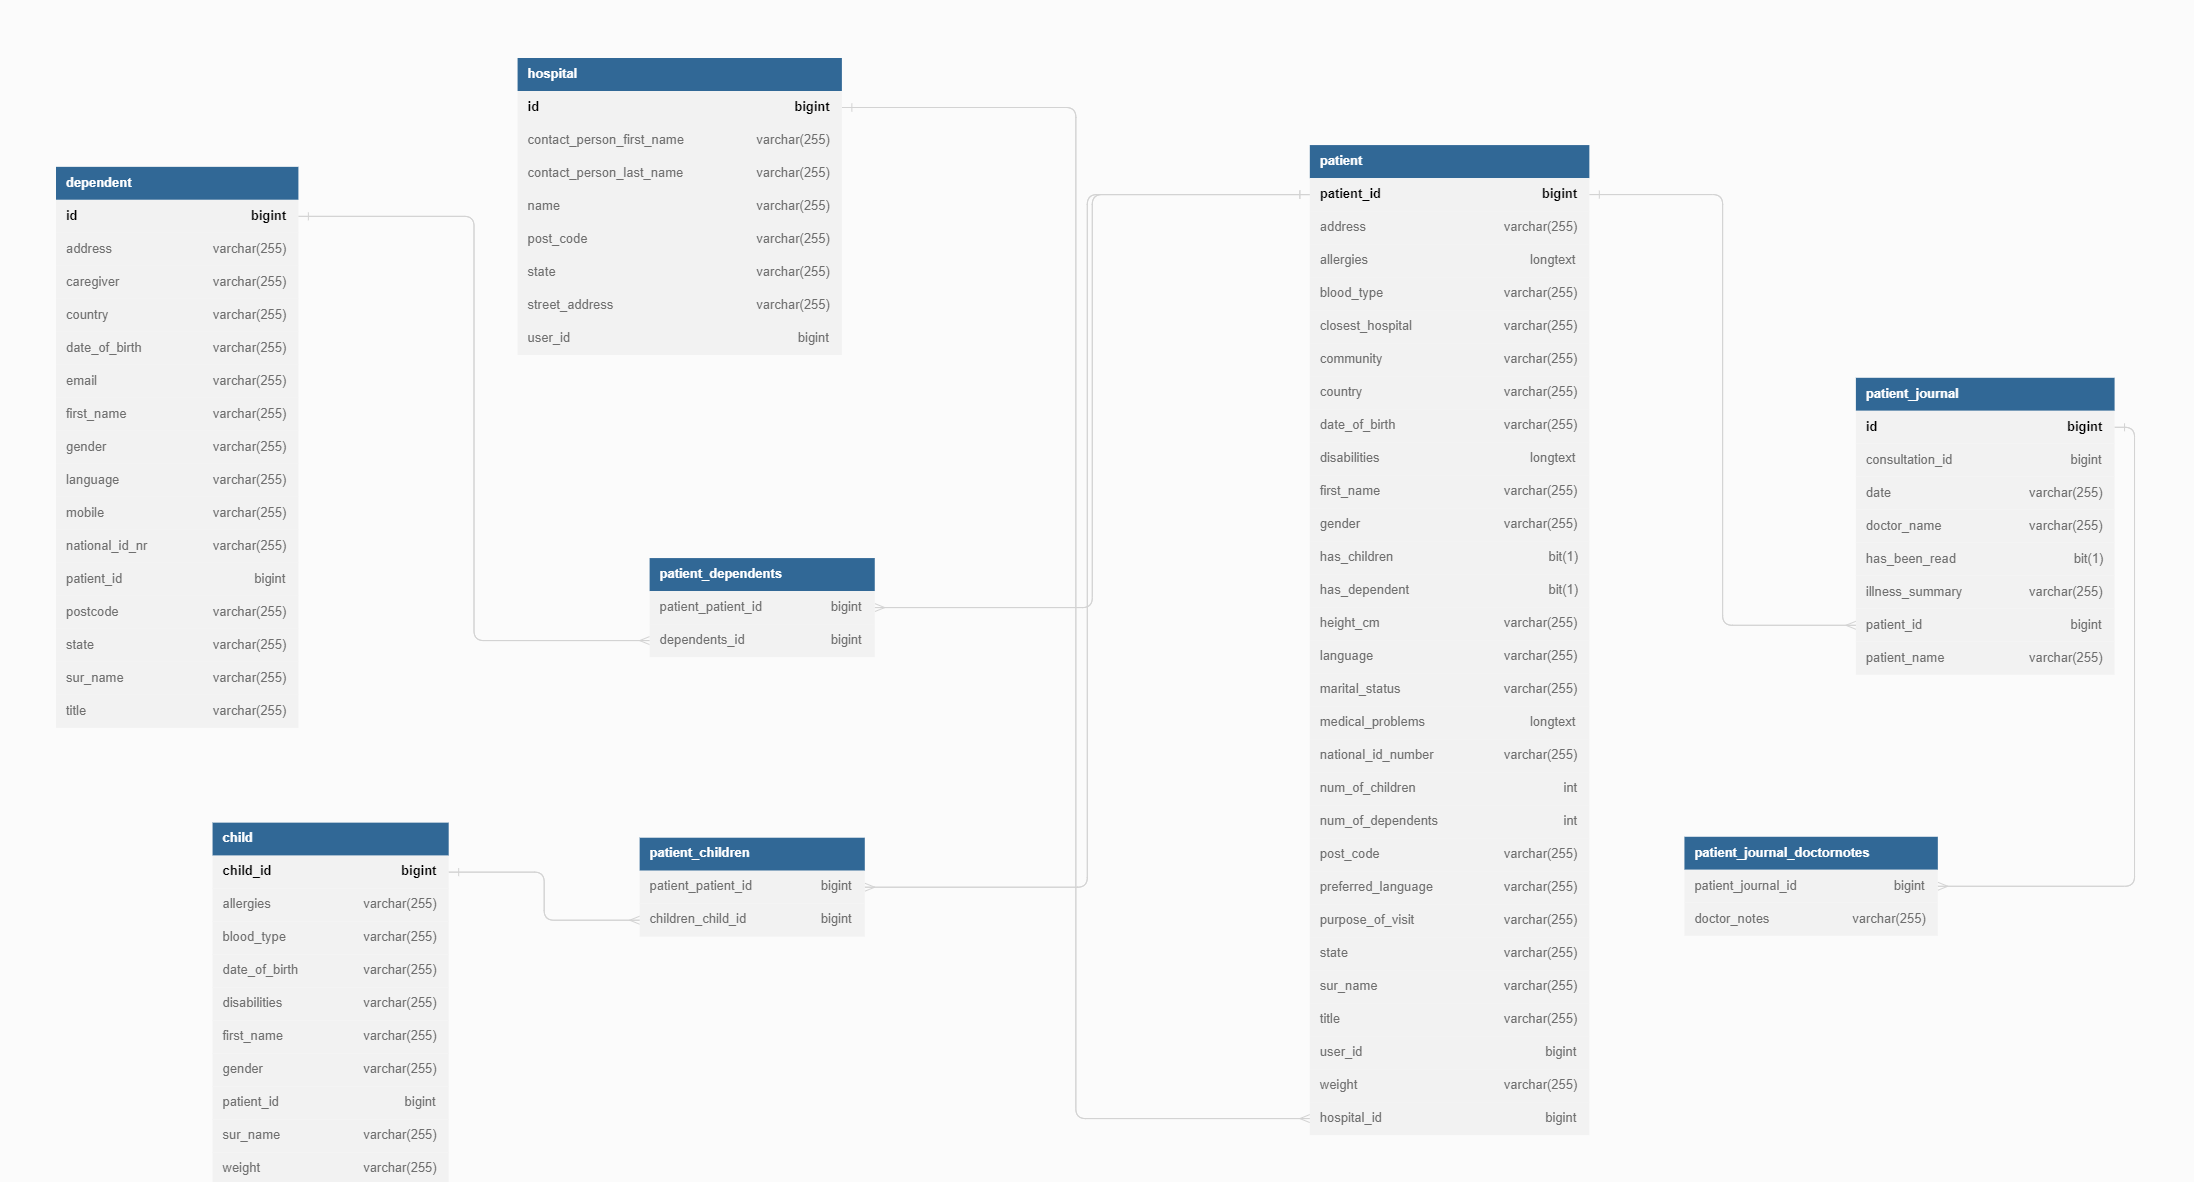 hospital
id bigint
contact_person_first_name varchar(255)
contact_person_last_name varchar(255)
name varchar(255)
post_code varchar(255)
state varchar(255)
street_address varchar(255)
user_id bigint
dependent
id bigint
address varchar(255)
caregiver varchar(255)
country varchar(255)
date_of_birth varchar(255)
email varchar(255)
first_name varchar(255)
gender varchar(255)
language varchar(255)
mobile varchar(255)
national_id_nr varchar(255)
patient_id bigint
postcode varchar(255)
state varchar(255)
sur_name varchar(255)
title varchar(255)
patient_dependents
patient_patient_id bigint
dependents_id bigint
child
child_id bigint
allergies varchar(255)
blood_type varchar(255)
date_of_birth varchar(255)
disabilities varchar(255)
first_name varchar(255)
gender varchar(255)
patient_id bigint
sur_name varchar(255)
weight varchar(255)
patient_children
patient_patient_id bigint
children_child_id bigint
patient
patient_id bigint
address varchar(255)
allergies longtext
blood_type varchar(255)
closest_hospital varchar(255)
community varchar(255)
country varchar(255)
date_of_birth varchar(255)
disabilities longtext
first_name varchar(255)
gender varchar(255)
has_children bit(1)
has_dependent bit(1)
height_cm varchar(255)
language varchar(255)
marital_status varchar(255)
medical_problems longtext
national_id_number varchar(255)
num_of_children int
num_of_dependents int
post_code varchar(255)
preferred_language varchar(255)
purpose_of_visit varchar(255)
state varchar(255)
sur_name varchar(255)
title varchar(255)
user_id bigint
weight varchar(255)
hospital_id bigint
patient_journal
id bigint
consultation_id bigint
date varchar(255)
doctor_name varchar(255)
has_been_read bit(1)
illness_summary varchar(255)
patient_id bigint
patient_name varchar(255)
patient_journal_doctornotes
patient_journal_id bigint
doctor_notes varchar(255)